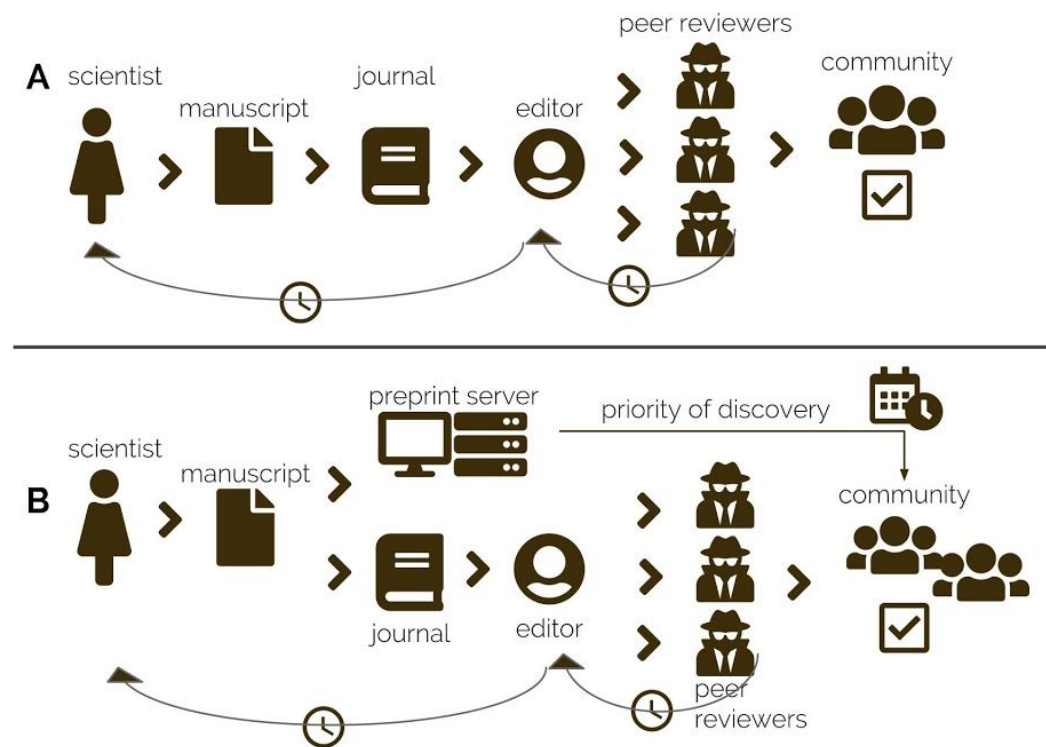 peer reviewers
A
scientist
journal
community
manuscript
editor
preprint server
priority of discovery
scientist
manuscript
community
B
journal
editor
peer
reviewers